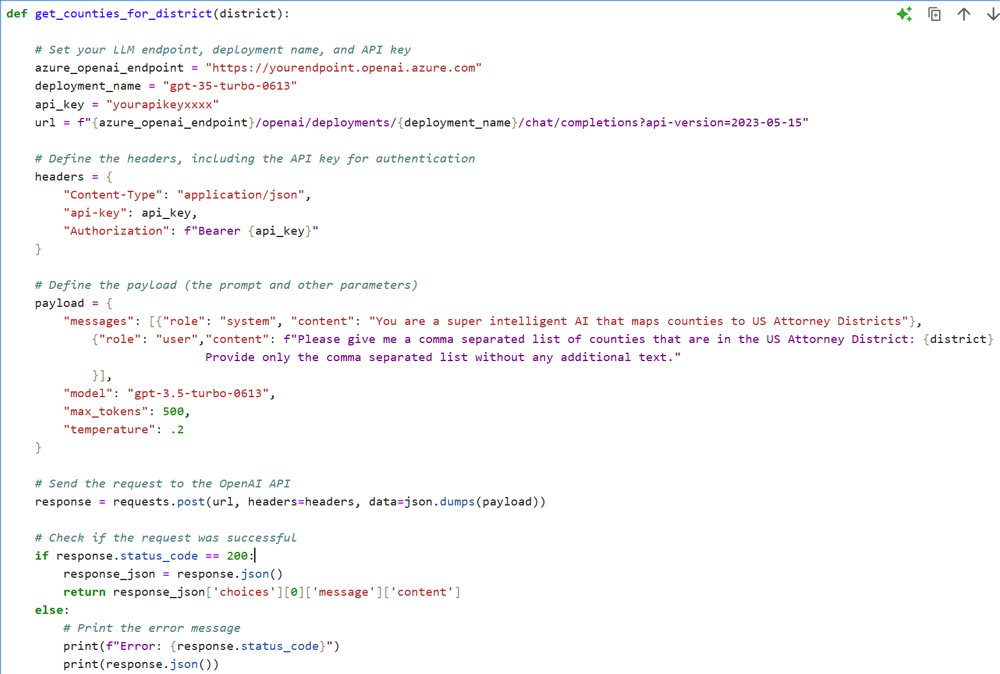 def get_counties_for_district(district):
# Set your LLM endpoint, deployment name, and API key
azure_openai_endpoint = "https://yourendpoint.openai.azure.com"
deployment_name = "gpt-35-turbo-0613"
api_key = "yourapikeyxxxx"
url = f"{azure_openai_endpoint}/openai/deployments/{deployment_name}/chat/completions?api-version=2023-05-15"
# Define the headers, including the API key for authentication
headers = {
"Content-Type": "application/json",
"api-key": api_key,
"Authorization": f"Bearer {api_key}"
}
# Define the payload (the prompt and other parameters)
payload = {
"messages": [{"role": "system", "content": "You are a super intelligent AI that maps counties to US Attorney Districts"},
{"role": "user","content": f"Please give me a comma separated list of counties that are in the US Attorney District: {district}
Provide only the comma separated list without any additional text."
}],
"model": "gpt-3.5-turbo-0613",
"max_tokens": 500,
"temperature": .2
}
# Send the request to the OpenAI API
response = requests.post(url, headers=headers, data=json.dumps(payload))
# Check if the request was successful
if response.status_code == 200:
response_json = response.json()
return response_json['choices'][0]['message']['content']
else:
# Print the error message
print(f"Error: {response.status_code}")
print(response.json())